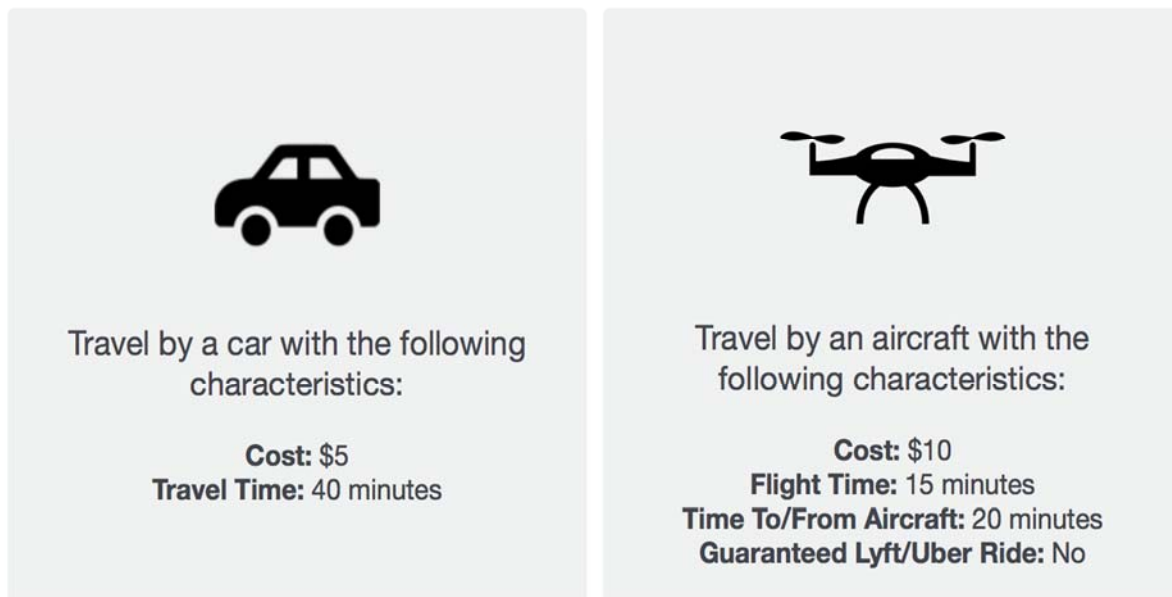 Travel by a car with the following
characteristics:
Cost: $5
Travel Time: 40 minutes
Travel by an aircraft with the
following characteristics:
Cost: $10
Flight Time: 15 minutes
Time To/From Aircraft: 20 minutes
Guaranteed Lyft/Uber Ride: No